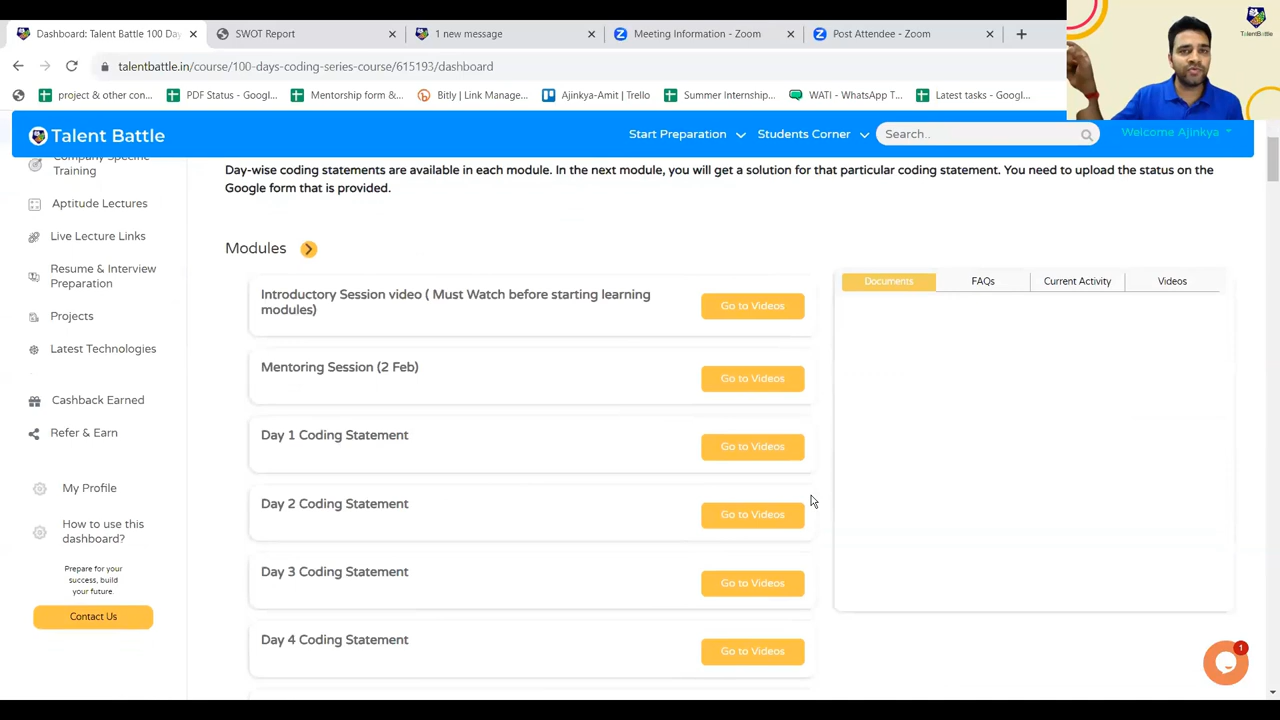 Dashboard: Talent Battle 100 Day
SWOT Report
1 new message
Meeting Information - Zoom
Post Attendee - Zoom
TalentBattle
talentbattle.in/course/100-days-coding-series-course/615193/dashboard
project & other con...
PDF Status - Googl...
Mentorship form &...
Bitly | Link Manage...
Ajinkya-Amit | Trello
Summer Internship...
WATI - WhatsApp T...
Latest tasks - Googl...
Talent Battle
Start Preparation
Students Corner
Search..
Welcome Ajinkya
Company Specific
Training
Aptitude Lectures
Live Lecture Links
Resume & Interview
Preparation
Projects
Latest Technologies
Cashback Earned
Refer & Earn
My Profile
How to use this
dashboard?
Prepare for your
success, build
your future.
Contact Us
Day-wise coding statements are available in each module. In the next module, you will get a solution for that particular coding statement. You need to upload the status on the
Google form that is provided.
Modules
Introductory Session video ( Must Watch before starting learning
modules)
Go to Videos
Mentoring Session (2 Feb)
Go to Videos
Day 1 Coding Statement
Go to Videos
Day 2 Coding Statement
Go to Videos
Day 3 Coding Statement
Go to Videos
Day 4 Coding Statement
Go to Videos
Documents
FAQs
Current Activity
Videos
1